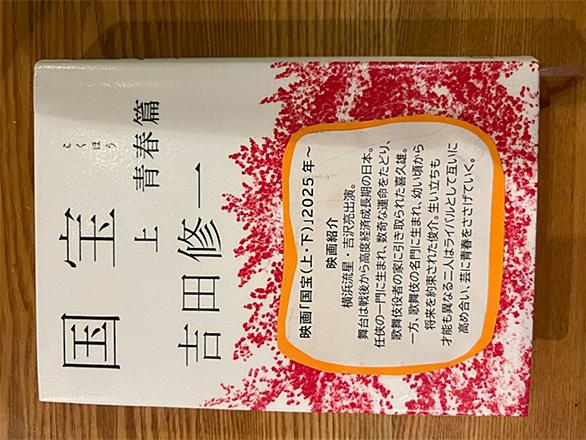 国宝
こくほう
上 青春篇
吉田修一
映画「国宝(上・下)」2025年～
映画紹介
横浜流星・吉沢亮出演。
舞台は戦後から高度経済成長期の日本。
任侠の一門に生まれ、数奇な運命をたどり、
歌舞伎役者の家に引き取られた喜久雄。
一方、歌舞伎の名門に生まれ、幼い頃から
将来を約束された俊介。生い立ちも
才能も異なる二人はライバルとして互いに
高め合い、芸に青春をささげていく。